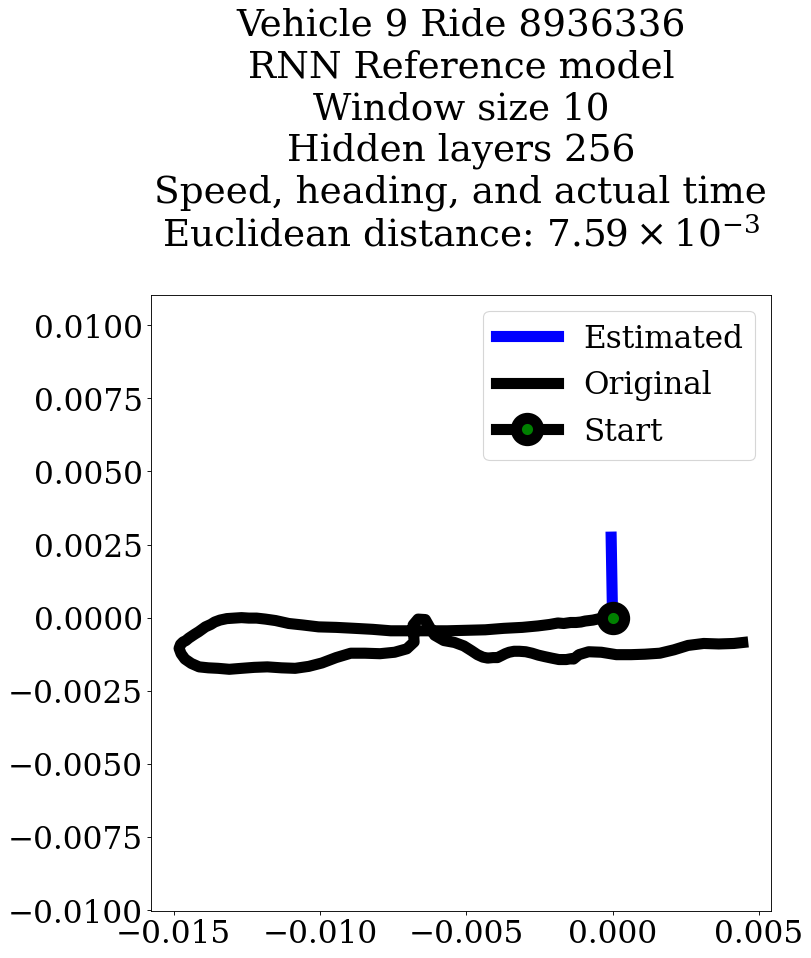 Vehicle 9 Ride 8936336
RNN Reference model
Window size 10
Hidden layers 256
Speed, heading, and actual time
Euclidean distance: 7.59 × 10⁻³
Estimated
Original
Start
0.0100
0.0075
0.0050
0.0025
0.0000
−0.0025
−0.0050
−0.0075
−0.0100
−0.015 −0.010 −0.005 0.000 0.005